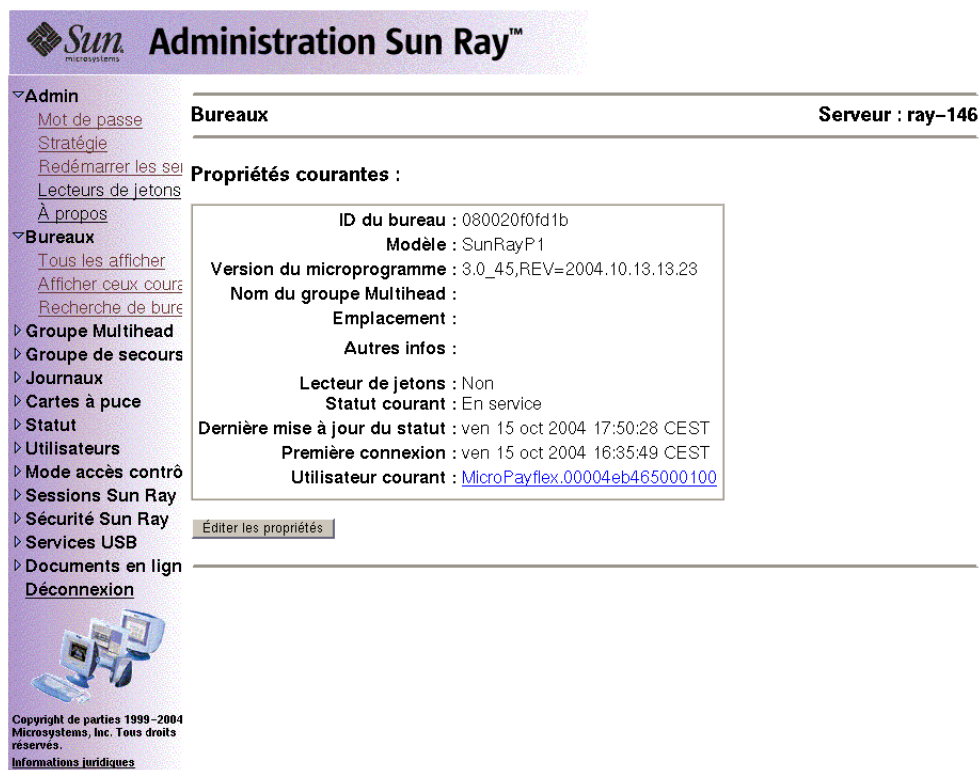 Sun
microsystems
Administration Sun Ray™
Admin
Mot de passe
Stratégie
Redémarrer les ser
Lecteurs de jetons
À propos
Bureaux
Tous les afficher
Afficher ceux coura
Recherche de bure
Groupe Multihead
Groupe de secours
Journaux
Cartes à puce
Statut
Utilisateurs
Mode accès contrô
Sessions Sun Ray
Sécurité Sun Ray
Services USB
Documents en lign
Déconnexion
Copyright de parties 1999–2004
Microsystems, Inc. Tous droits
réservés.
Informations juridiques
Bureaux Serveur : ray–146
Propriétés courantes :
ID du bureau : 080020f0fd1b
Modèle : SunRayP1
Version du microprogramme : 3.0_45,REV=2004.10.13.13.23
Nom du groupe Multihead :
Emplacement :
Autres infos :
Lecteur de jetons : Non
Statut courant : En service
Dernière mise à jour du statut : ven 15 oct 2004 17:50:28 CEST
Première connexion : ven 15 oct 2004 16:35:49 CEST
Utilisateur courant : MicroPayflex.00004eb465000100
Éditer les propriétés